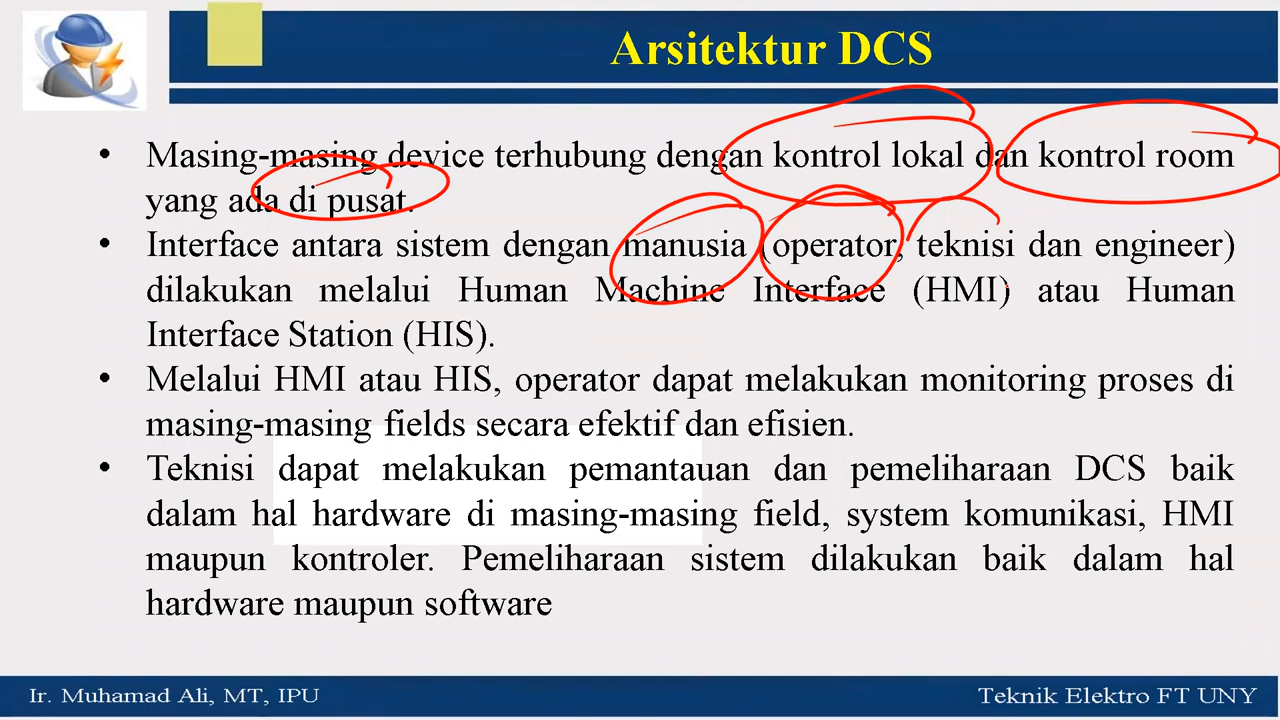 Arsitektur DCS
• Masing-masing device terhubung dengan kontrol lokal dan kontrol room
yang ada di pusat.
• Interface antara sistem dengan manusia (operator, teknisi dan engineer)
dilakukan melalui Human Machine Interface (HMI) atau Human
Interface Station (HIS).
• Melalui HMI atau HIS, operator dapat melakukan monitoring proses di
masing-masing fields secara efektif dan efisien.
• Teknisi dapat melakukan pemantauan dan pemeliharaan DCS baik
dalam hal hardware di masing-masing field, system komunikasi, HMI
maupun kontroler. Pemeliharaan sistem dilakukan baik dalam hal
hardware maupun software
Ir. Muhamad Ali, MT, IPU
Teknik Elektro FT UNY